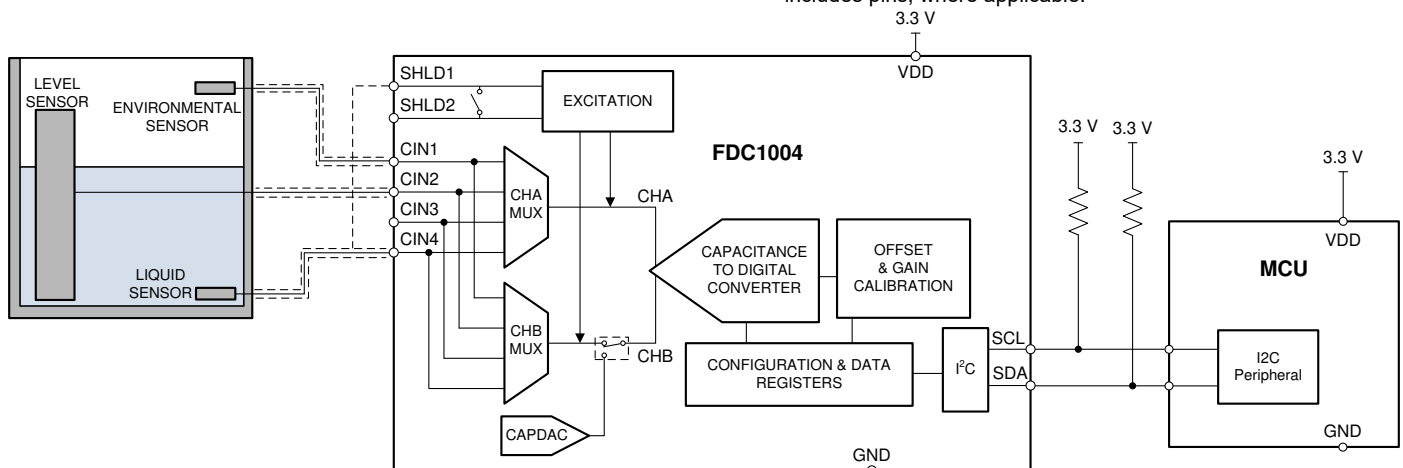 includes pins, where applicable.
3.3 V
VDD
LEVEL
SENSOR
ENVIRONMENTAL
SENSOR
LIQUID
SENSOR
SHLD1
SHLD2
CIN1
CIN2
CIN3
CIN4
EXCITATION
FDC1004
CHA
MUX
CHA
CHB
MUX
CHB
CAPDAC
CAPACITANCE
TO DIGITAL
CONVERTER
OFFSET
& GAIN
CALIBRATION
CONFIGURATION & DATA
REGISTERS
I²C
SCL
SDA
GND
3.3 V
3.3 V
3.3 V
VDD
MCU
I2C
Peripheral
GND